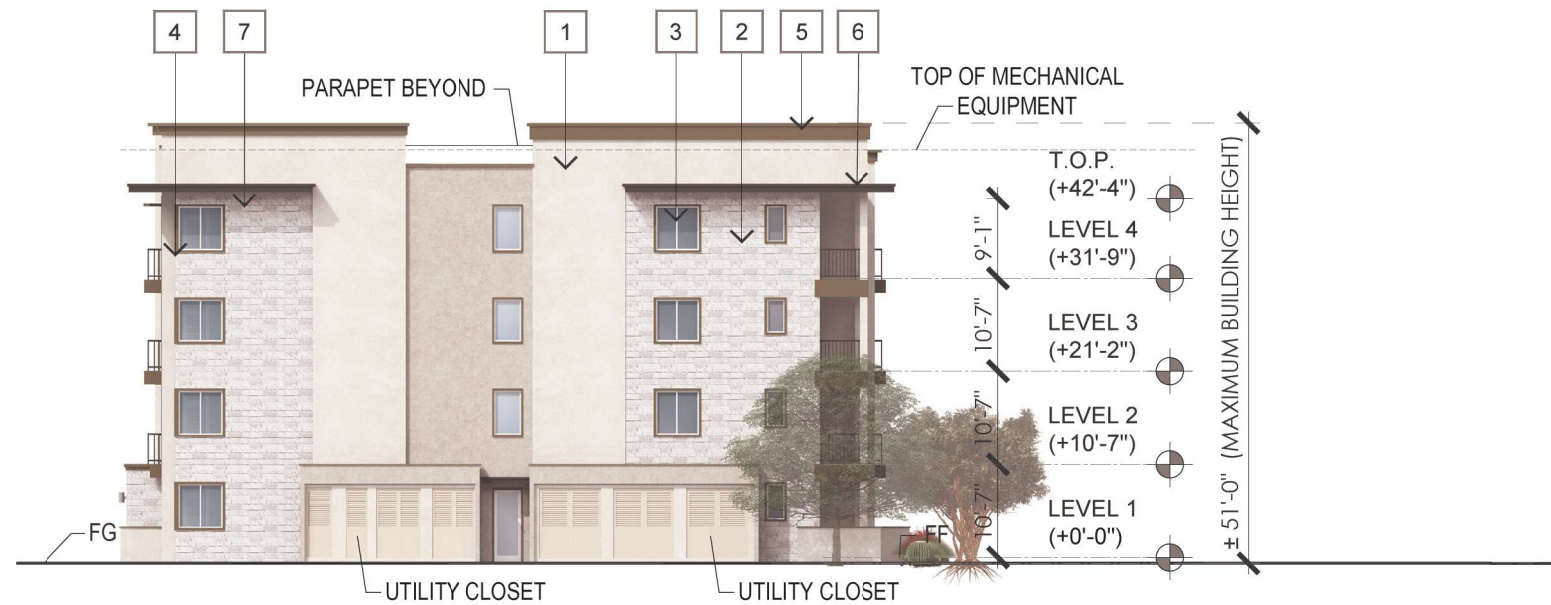 4 7 1 3 2 5 6
PARAPET BEYOND
TOP OF MECHANICAL
EQUIPMENT
T.O.P.
(+42'-4")
9'-1"
LEVEL 4
(+31'-9")
10'-7"
LEVEL 3
(+21'-2")
10'-7"
LEVEL 2
(+10'-7")
10'-7"
LEVEL 1
(+0'-0")
± 51'-0" (MAXIMUM BUILDING HEIGHT)
FG
FF
UTILITY CLOSET
UTILITY CLOSET